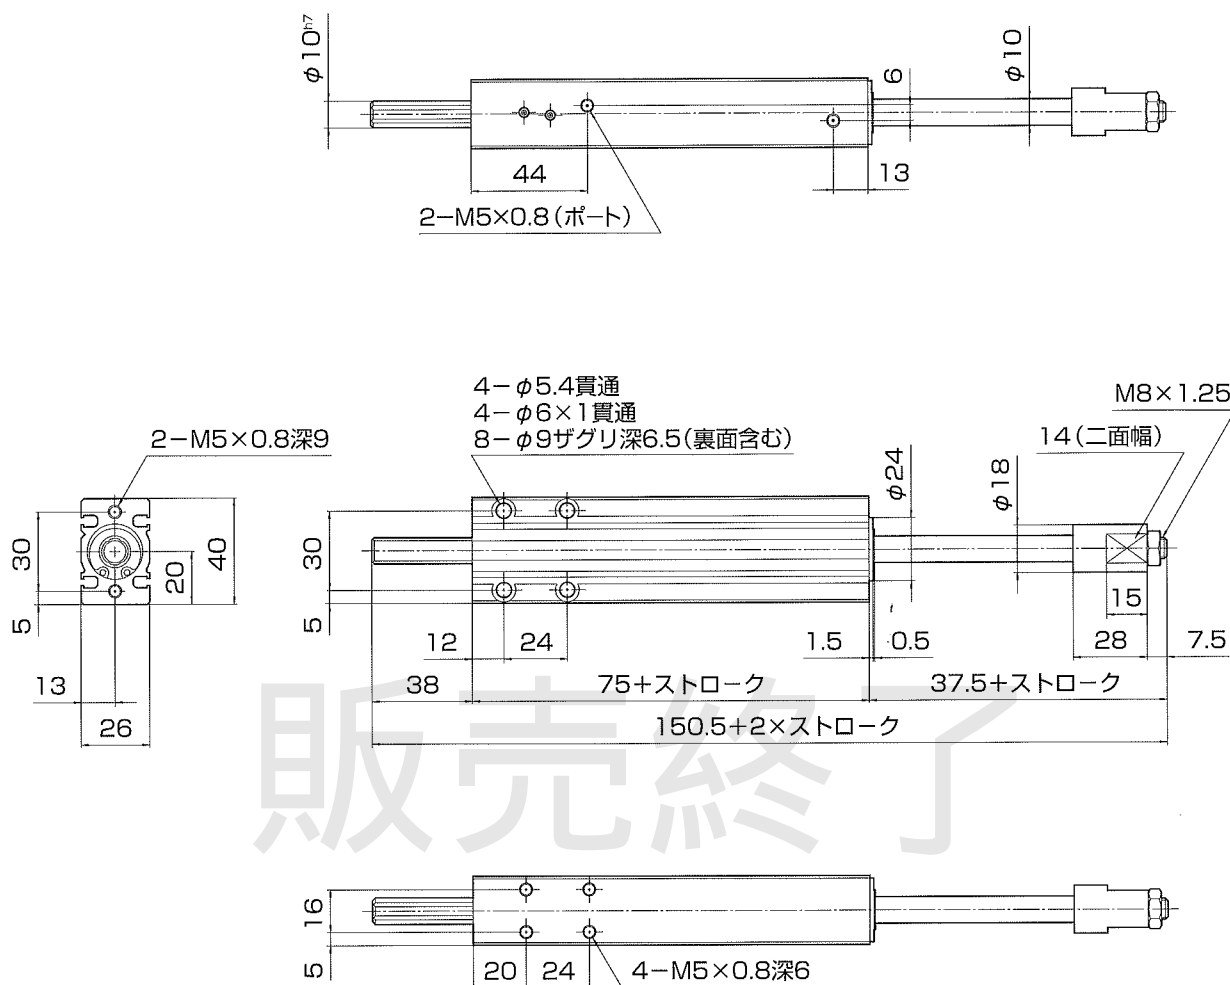 φ10h7
6
φ10
44
13
2−M5×0.8(ポート)
4−φ5.4貫通
4−φ6×1貫通
8−φ9ザグリ深6.5(裏面含む)
M8×1.25
14(二面幅)
2−M5×0.8深9
φ24
φ18
30
40
20
5
13
26
30
5
12
24
1.5
0.5
15
28
7.5
38
75+ストローク
37.5+ストローク
150.5+2×ストローク
販売終了
16
5
20
24
4−M5×0.8深6